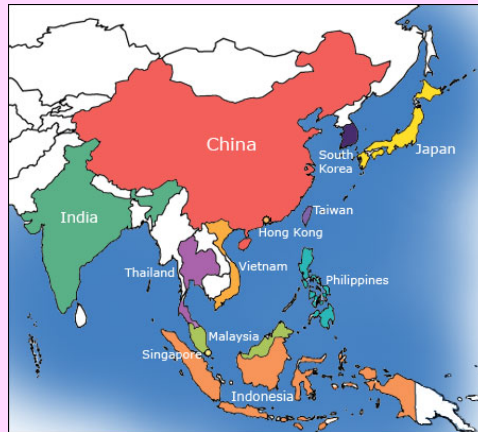 China
South
Korea
Japan
India
Taiwan
Hong Kong
Thailand
Vietnam
Philippines
Malaysia
Singapore
Indonesia